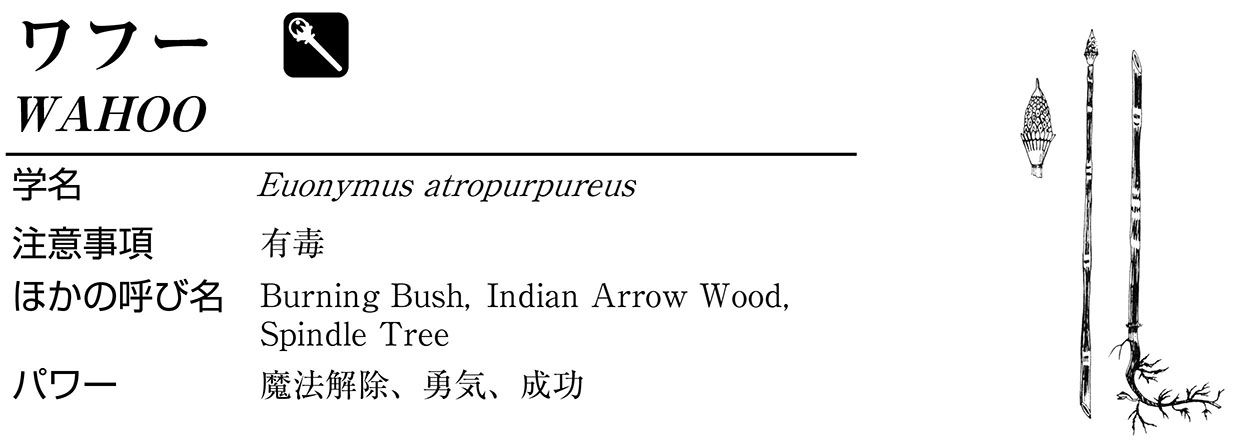 ワフー
WAHOO
学名 Euonymus atropurpureus
注意事項 有毒
ほかの呼び名 Burning Bush, Indian Arrow Wood,
Spindle Tree
パワー 魔法解除、勇気、成功